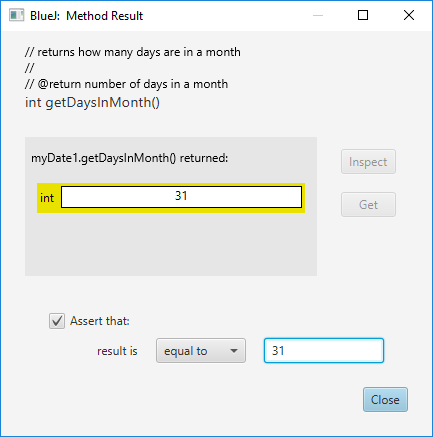 BlueJ: Method Result
// returns how many days are in a month
//
// @return number of days in a month
int getDaysInMonth()
myDate1.getDaysInMonth() returned:
Inspect
int 31
Get
Assert that:
result is equal to 31
Close